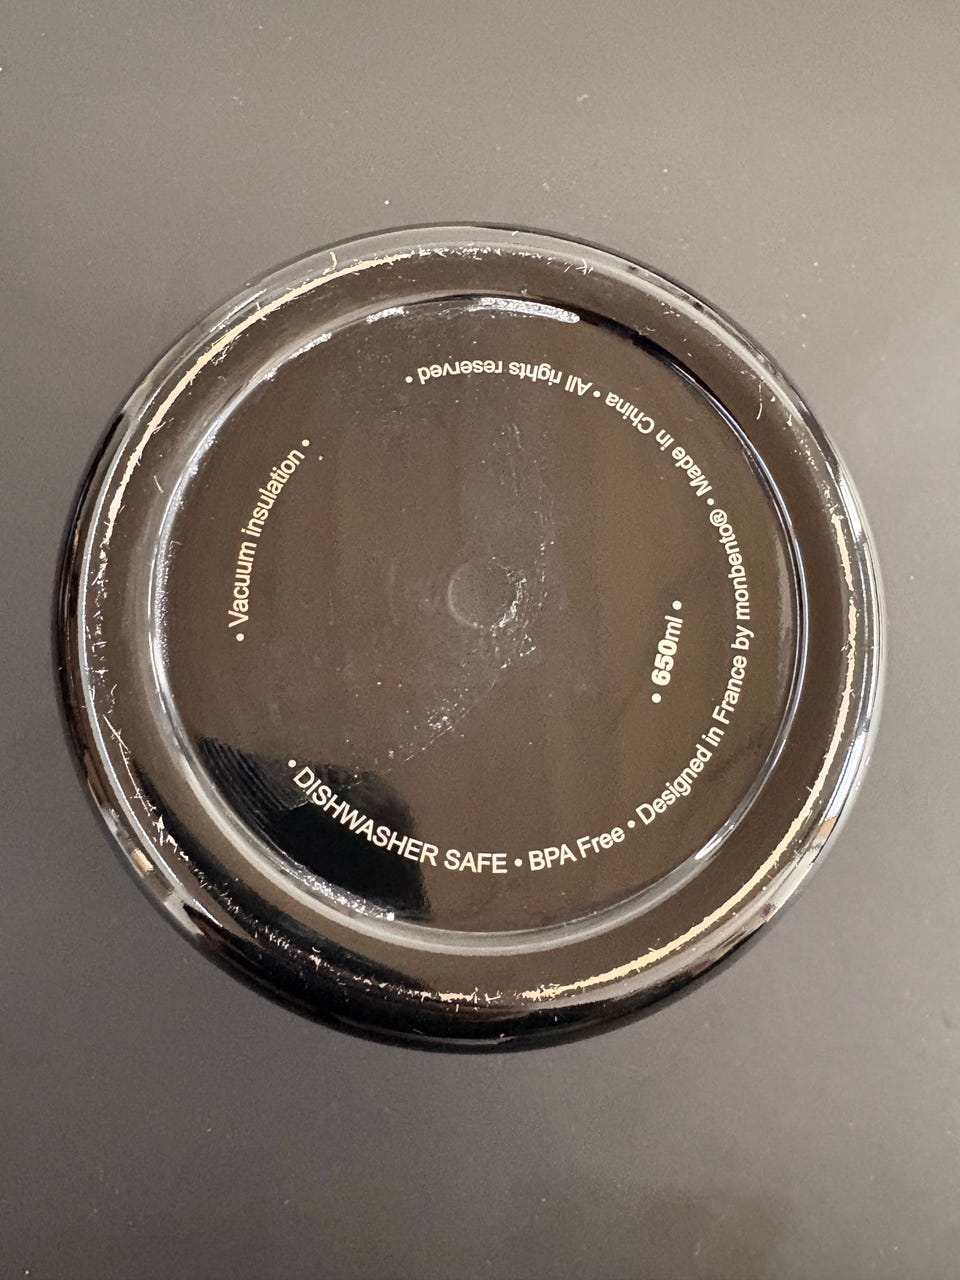 • Vacuum insulation •
• DISHWASHER SAFE • BPA Free • Designed in France by monbento® • Made in China • All rights reserved •
• 650ml •